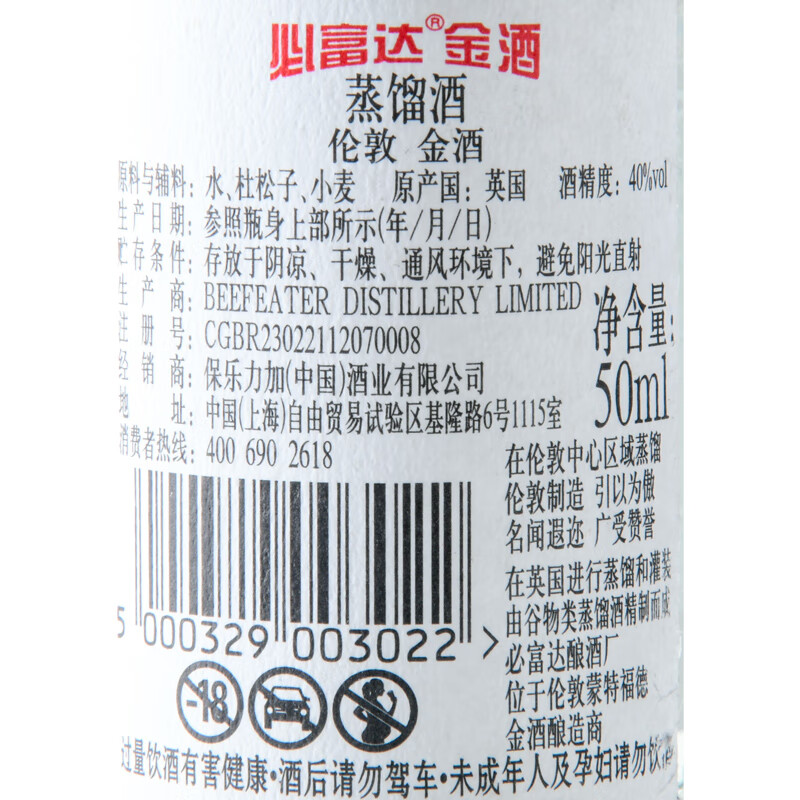 必富达®金酒
蒸馏酒
伦敦 金酒
原料与辅料：水、杜松子、小麦 原产国：英国 酒精度：40%vol
生产日期：参照瓶身上部所示(年/月/日)
贮存条件：存放于阴凉、干燥、通风环境下，避免阳光直射
生产商：BEEFEATER DISTILLERY LIMITED
注册号：CGBR23022112070008
经销商：保乐力加(中国)酒业有限公司
地址：中国(上海)自由贸易试验区基隆路6号1115室
消费者热线：400 690 2618
净含量：
50ml
在伦敦中心区域蒸馏
伦敦制造 引以为傲
名闻遐迩 广受赞誉
在英国进行蒸馏和灌装
由谷物类蒸馏酒精制而成
必富达酿酒厂
位于伦敦蒙特福德
金酒酿造商
5 000329 003022 >
-18
过量饮酒有害健康•酒后请勿驾车•未成年人及孕妇请勿饮酒